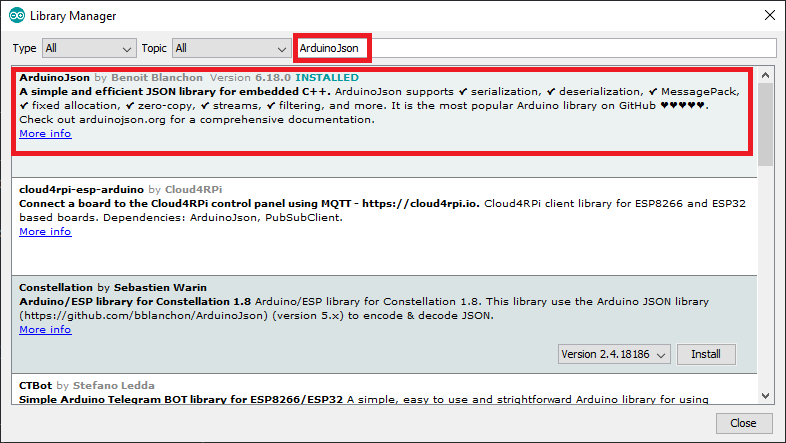 Library Manager
Type All Topic All ArduinoJson
ArduinoJson by Benoit Blanchon Version 6.18.0 INSTALLED
A simple and efficient JSON library for embedded C++. ArduinoJson supports ✔ serialization, ✔ deserialization, ✔ MessagePack,
✔ fixed allocation, ✔ zero-copy, ✔ streams, ✔ filtering, and more. It is the most popular Arduino library on GitHub ♥♥♥♥♥.
Check out arduinojson.org for a comprehensive documentation.
More info
cloud4rpi-esp-arduino by Cloud4RPi
Connect a board to the Cloud4RPi control panel using MQTT - https://cloud4rpi.io. Cloud4RPi client library for ESP8266 and ESP32
based boards. Dependencies: ArduinoJson, PubSubClient.
More info
Constellation by Sebastien Warin
Arduino/ESP library for Constellation 1.8 Arduino/ESP library for Constellation 1.8. This library use the Arduino JSON library
(https://github.com/bblanchon/ArduinoJson) (version 5.x) to encode & decode JSON.
More info
Version 2.4.18186 Install
CTBot by Stefano Ledda
Simple Arduino Telegram BOT library for ESP8266/ESP32 A simple, easy to use and strightforward Arduino library for using
Close